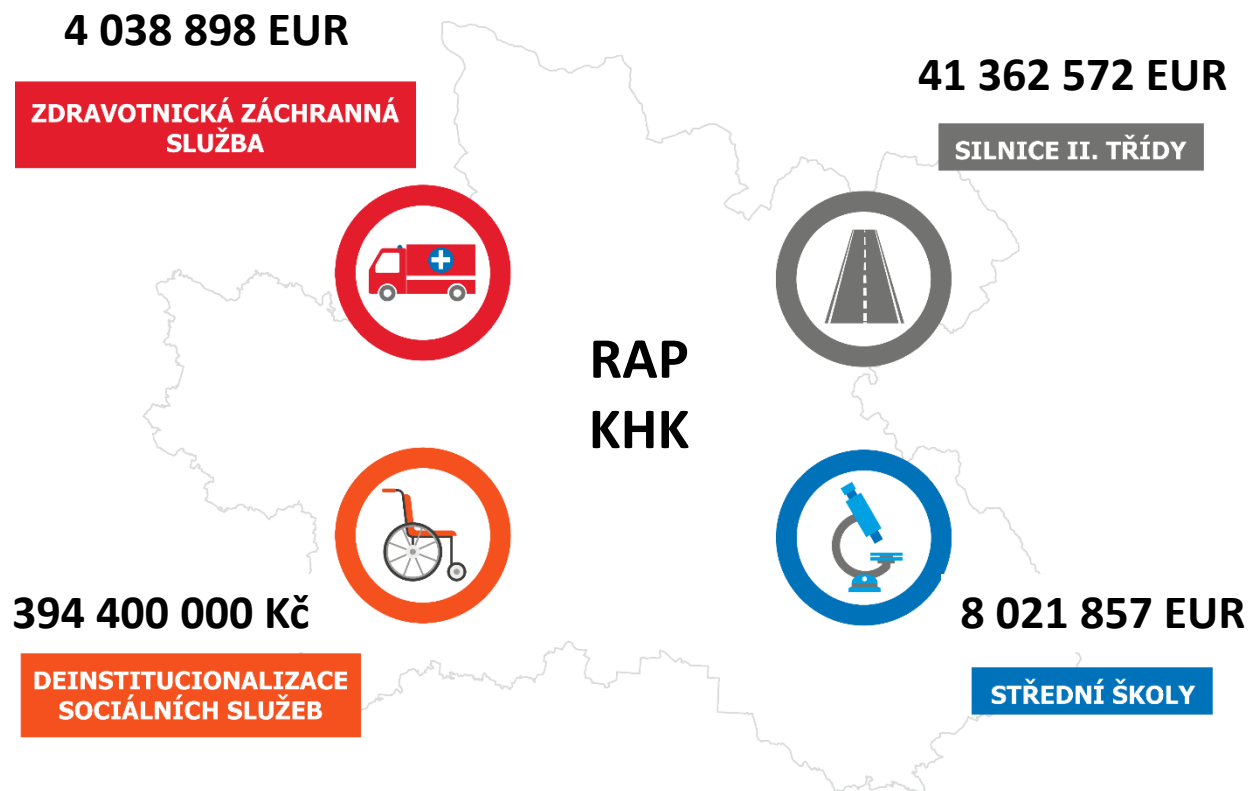 4 038 898 EUR
ZDRAVOTNICKÁ ZÁCHRANNÁ
SLUŽBA
41 362 572 EUR
SILNICE II. TŘÍDY
RAP
KHK
394 400 000 Kč
DEINSTITUCIONALIZACE
SOCIÁLNÍCH SLUŽEB
8 021 857 EUR
STŘEDNÍ ŠKOLY